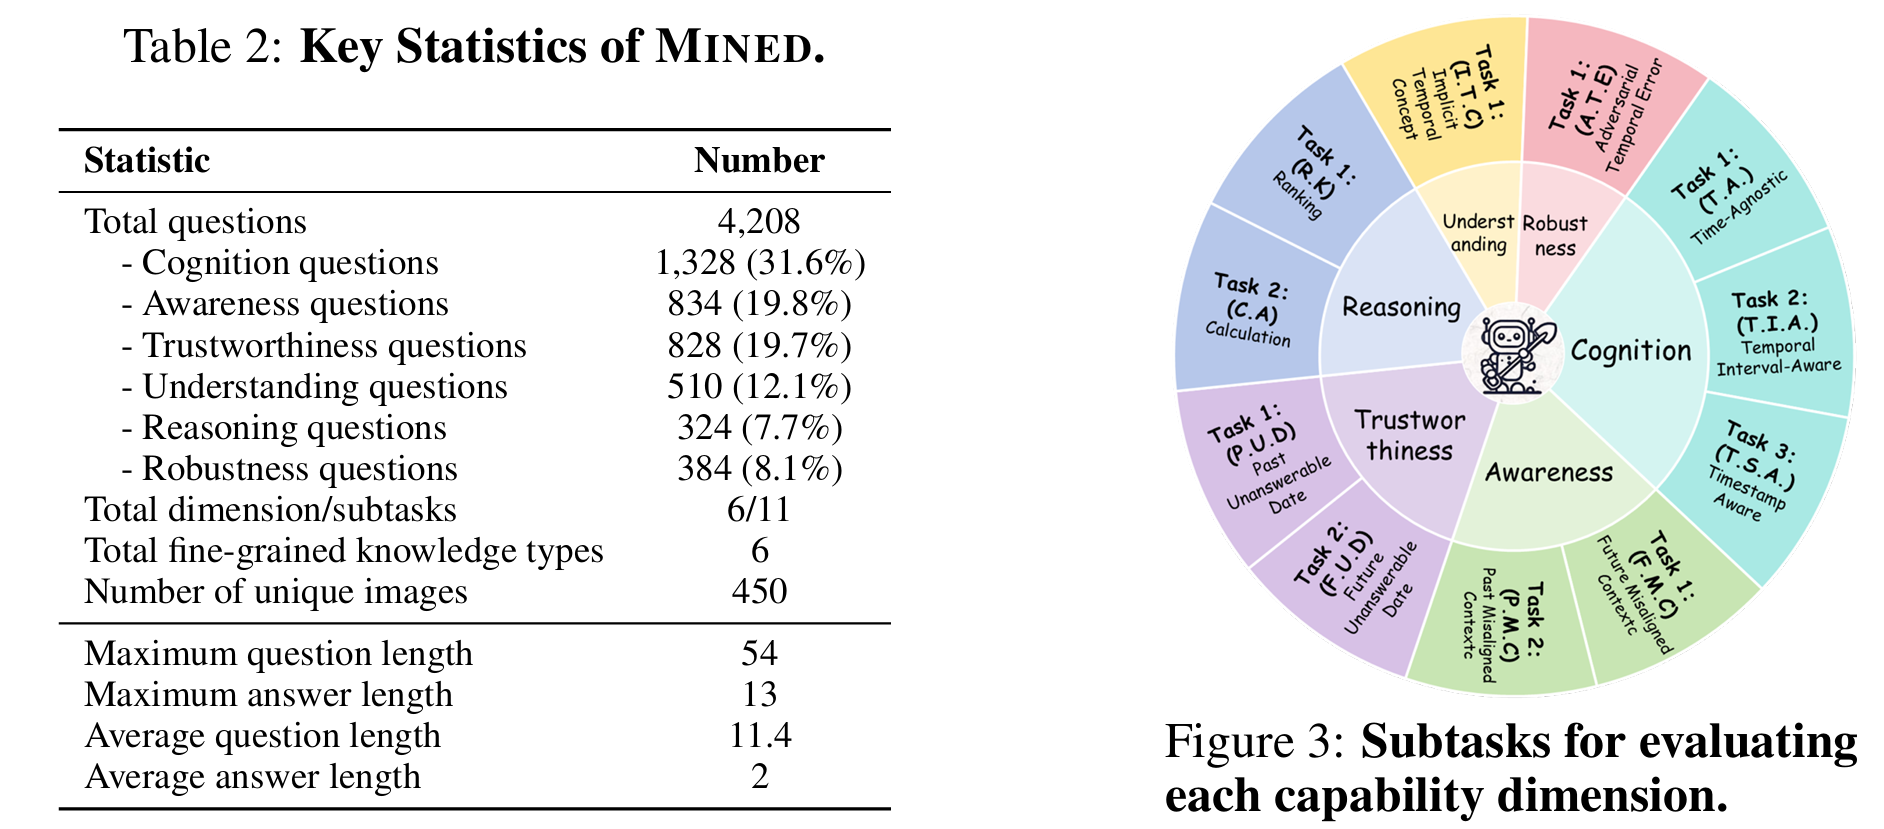 Table 2: Key Statistics of MINED.
Statistic Number
Total questions 4,208
- Cognition questions 1,328 (31.6%)
- Awareness questions 834 (19.8%)
- Trustworthiness questions 828 (19.7%)
- Understanding questions 510 (12.1%)
- Reasoning questions 324 (7.7%)
- Robustness questions 384 (8.1%)
Total dimension/subtasks 6/11
Total fine-grained knowledge types 6
Number of unique images 450
Maximum question length 54
Maximum answer length 13
Average question length 11.4
Average answer length 2
Task 1:
(I.T.C)
Implicit
Temporal
Concept
Task 1:
(A.T.E)
Adversarial
Temporal Error
Task 1:
(T.A.)
Time-Agnostic
Task 2:
(T.I.A.)
Temporal
Interval-Aware
Task 3:
(T.S.A.)
Timestamp
Aware
Task 1:
(F.M.C)
Future Misaligned
Contextc
Task 2:
(P.M.C)
Past Misaligned
Contextc
Task 2:
(F.U.D)
Future
Unanswerable
Date
Task 1:
(P.U.D)
Past
Unanswerable
Date
Task 2:
(C.A)
Calculation
Task 1:
(R.K)
Ranking
Underst
anding
Robust
ness
Cognition
Awareness
Trustwor
thiness
Reasoning
Figure 3: Subtasks for evaluating
each capability dimension.